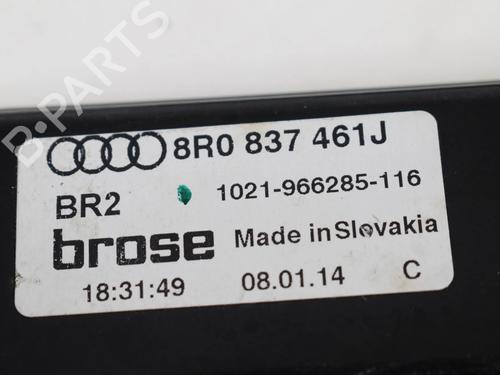 B-PARTS
8R0 837 461J
BR2 1021-966285-116
brose Made in Slovakia
18:31:49 08.01.14 C